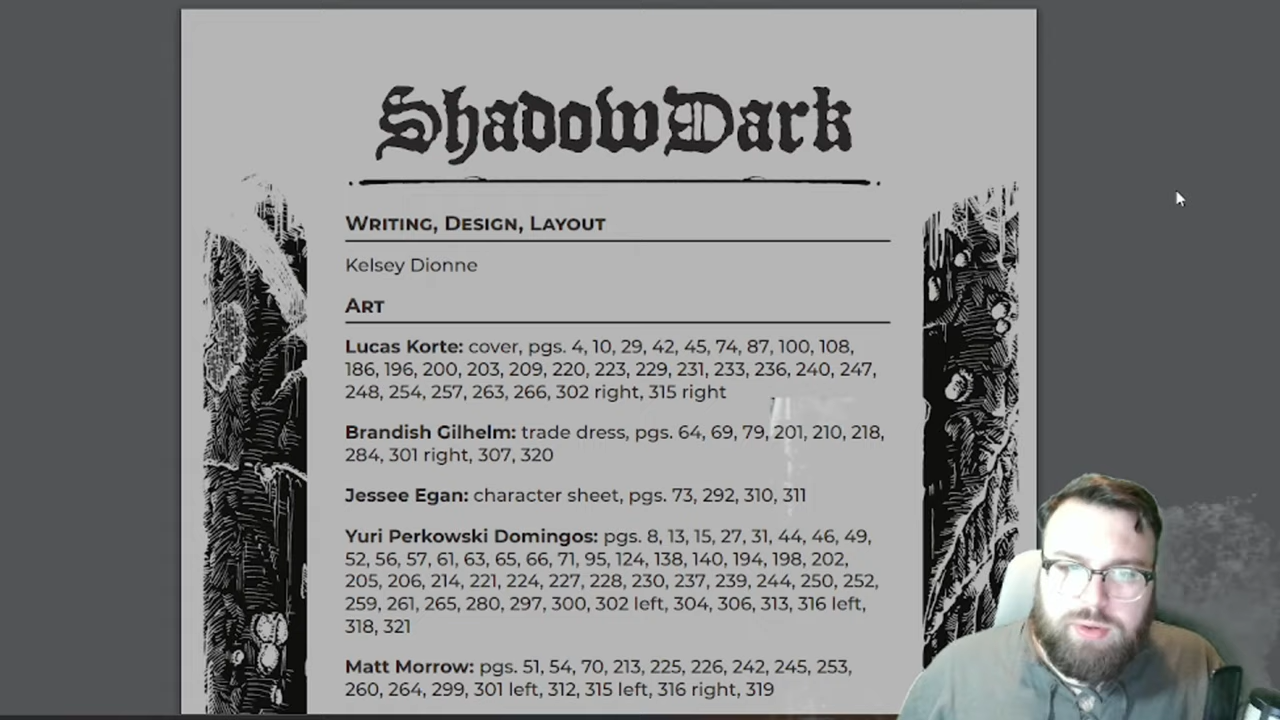 ShadowDark
Writing, Design, Layout
Kelsey Dionne
Art
Lucas Korte: cover, pgs. 4, 10, 29, 42, 45, 74, 87, 100, 108,
186, 196, 200, 203, 209, 220, 223, 229, 231, 233, 236, 240, 247,
248, 254, 257, 263, 266, 302 right, 315 right
Brandish Gilhelm: trade dress, pgs. 64, 69, 79, 201, 210, 218,
284, 301 right, 307, 320
Jessee Egan: character sheet, pgs. 73, 292, 310, 311
Yuri Perkowski Domingos: pgs. 8, 13, 15, 27, 31, 44, 46, 49,
52, 56, 57, 61, 63, 65, 66, 71, 95, 124, 138, 140, 194, 198, 202,
205, 206, 214, 221, 224, 227, 228, 230, 237, 239, 244, 250, 252,
259, 261, 265, 280, 297, 300, 302 left, 304, 306, 313, 316 left,
318, 321
Matt Morrow: pgs. 51, 54, 70, 213, 225, 226, 242, 245, 253,
260, 264, 299, 301 left, 312, 315 left, 316 right, 319